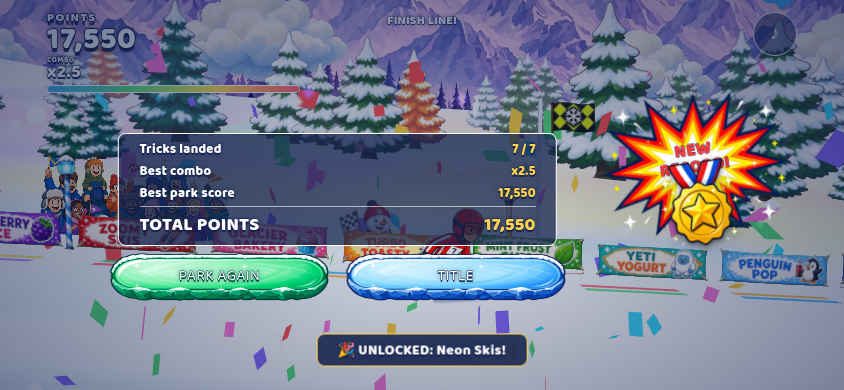 POINTS
17,550
COMBO
x2.5
FINISH LINE!
Tricks landed 7 / 7
Best combo x2.5
Best park score 17,550
TOTAL POINTS 17,550
NEW
ZOOM
BAKERY
TOASTY
MINT FROST
YETI
YOGURT
PENGUIN
POP
PARK AGAIN
TITLE
UNLOCKED: Neon Skis!